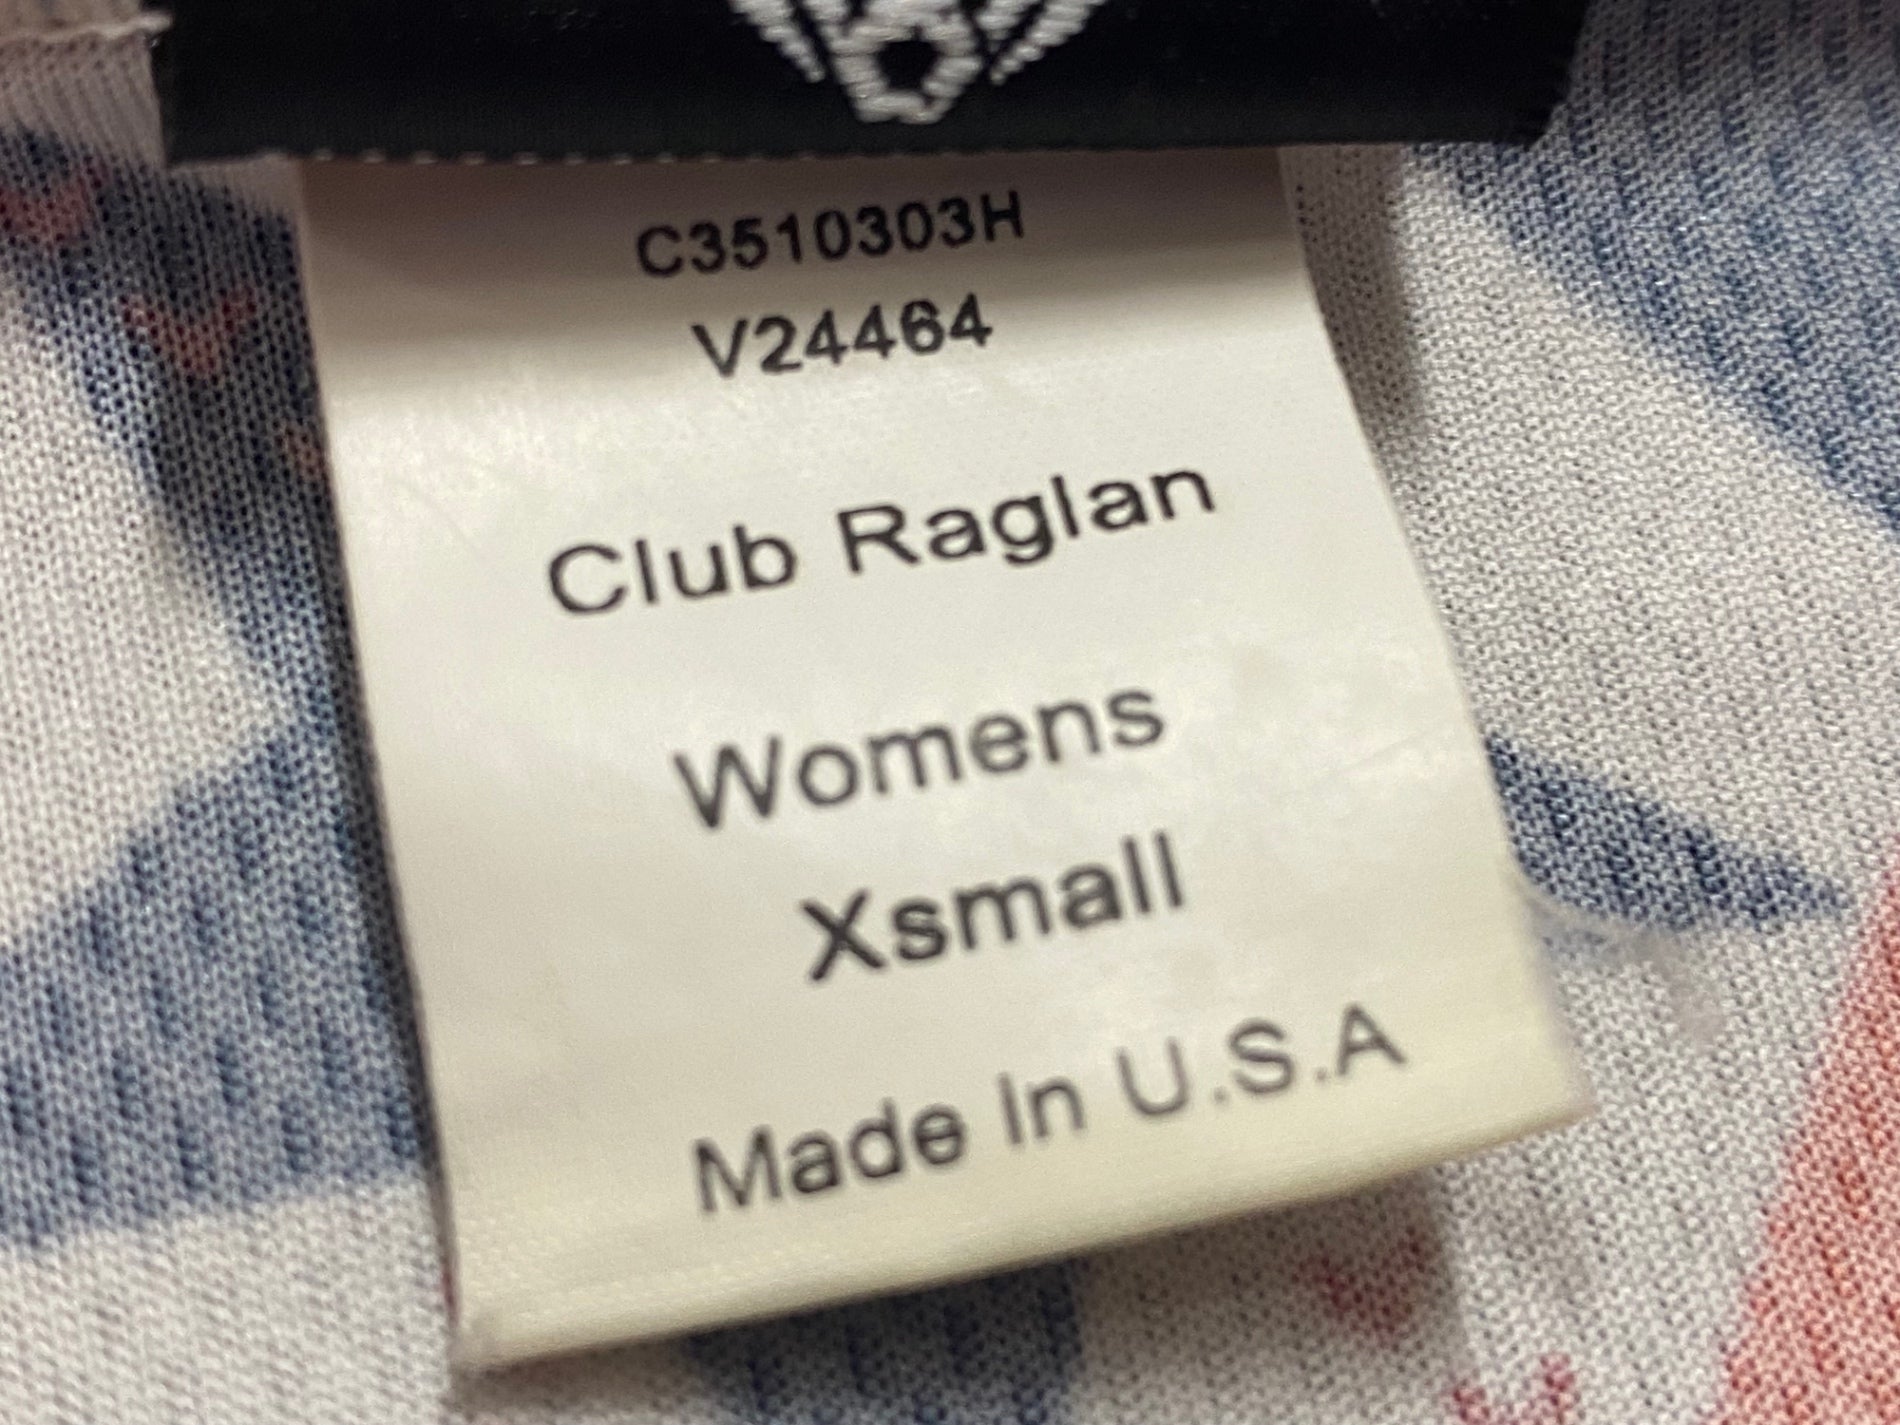 C3510303H
V24464
Club Raglan
Womens
Xsmall
Made In U.S.A